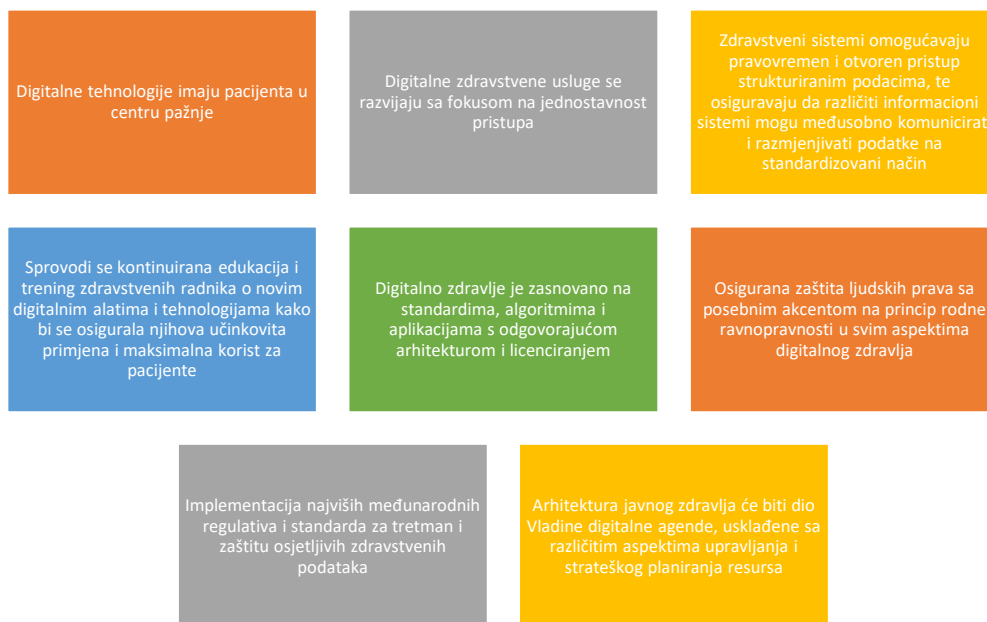 Digitalne tehnologije imaju pacijenta u
centru pažnje
Digitalne zdravstvene usluge se
razvijaju sa fokusom na jednostavnost
pristupa
Zdravstveni sistemi omogućavaju
pravovremen i otvoren pristup
strukturiranim podacima, te
osiguravaju da različiti informacioni
sistemi mogu međusobno komunicirat
i razmjenjivati podatke na
standardizovani način
Sprovodi se kontinuirana edukacija i
trening zdravstvenih radnika o novim
digitalnim alatima i tehnologijama kako
bi se osigurala njihova učinkovita
primjena i maksimalna korist za
pacijente
Digitalno zdravlje je zasnovano na
standardima, algoritmima i
aplikacijama s odgovorajućom
arhitekturom i licenciranjem
Osigurana zaštita ljudskih prava sa
posebnim akcentom na princip rodne
ravnopravnosti u svim aspektima
digitalnog zdravlja
Implementacija najviših međunarodnih
regulativa i standarda za tretman i
zaštitu osjetljivih zdravstvenih
podataka
Arhitektura javnog zdravlja će biti dio
Vladine digitalne agende, usklađene sa
različitim aspektima upravljanja i
strateškog planiranja resursa